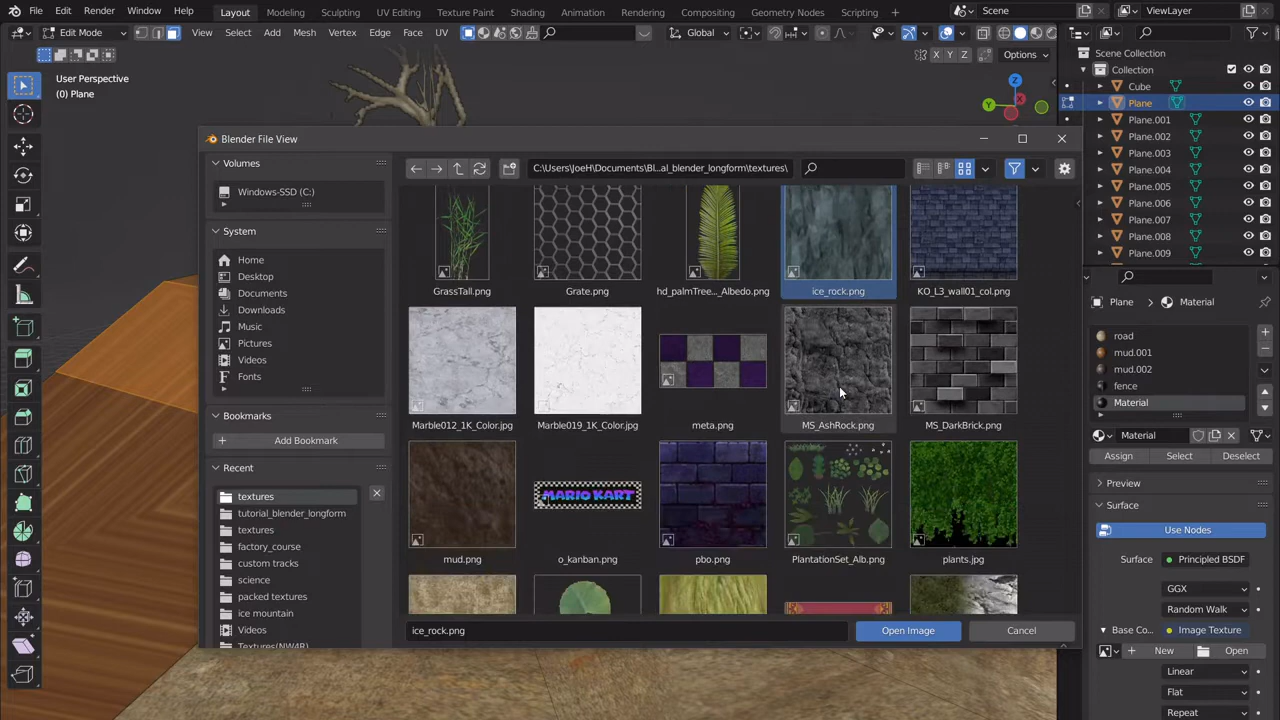 File Edit Render Window Help Layout Modeling Sculpting UV Editing Texture Paint Shading Animation Rendering Compositing Geometry Nodes Scripting Scene ViewLayer
Edit Mode View Select Add Mesh Vertex Edge Face UV Global
X Y Z Options
User Perspective
(0) Plane
Z
Y
X
Scene Collection
Collection
Cube
Plane
Plane.001
Plane.002
Plane.003
Plane.004
Plane.005
Plane.006
Plane.007
Plane.008
Plane.009
Blender File View
Volumes
Windows-SSD (C:)
System
Home
Desktop
Documents
Downloads
Music
Pictures
Videos
Fonts
Bookmarks
Add Bookmark
Recent
textures
tutorial_blender_longform
textures
factory_course
custom tracks
science
packed textures
ice mountain
Videos
Textures(NW4R)
C:\Users\JoeH\Documents\Bl...al_blender_longform\textures\
GrassTall.png Grate.png hd_palmTree..._Albedo.png ice_rock.png KO_L3_wall01_col.png
Marble012_1K_Color.jpg Marble019_1K_Color.jpg meta.png MS_AshRock.png MS_DarkBrick.png
MARIO KART
mud.png o_kanban.png pbo.png PlantationSet_Alb.png plants.jpg
ice_rock.png Open Image Cancel
Plane Material
road
mud.001
mud.002
fence
Material
Material
Assign Select Deselect
Preview
Surface
Use Nodes
Surface Principled BSDF
GGX
Random Walk
Base Co... Image Texture
New Open
Linear
Flat
Repeat